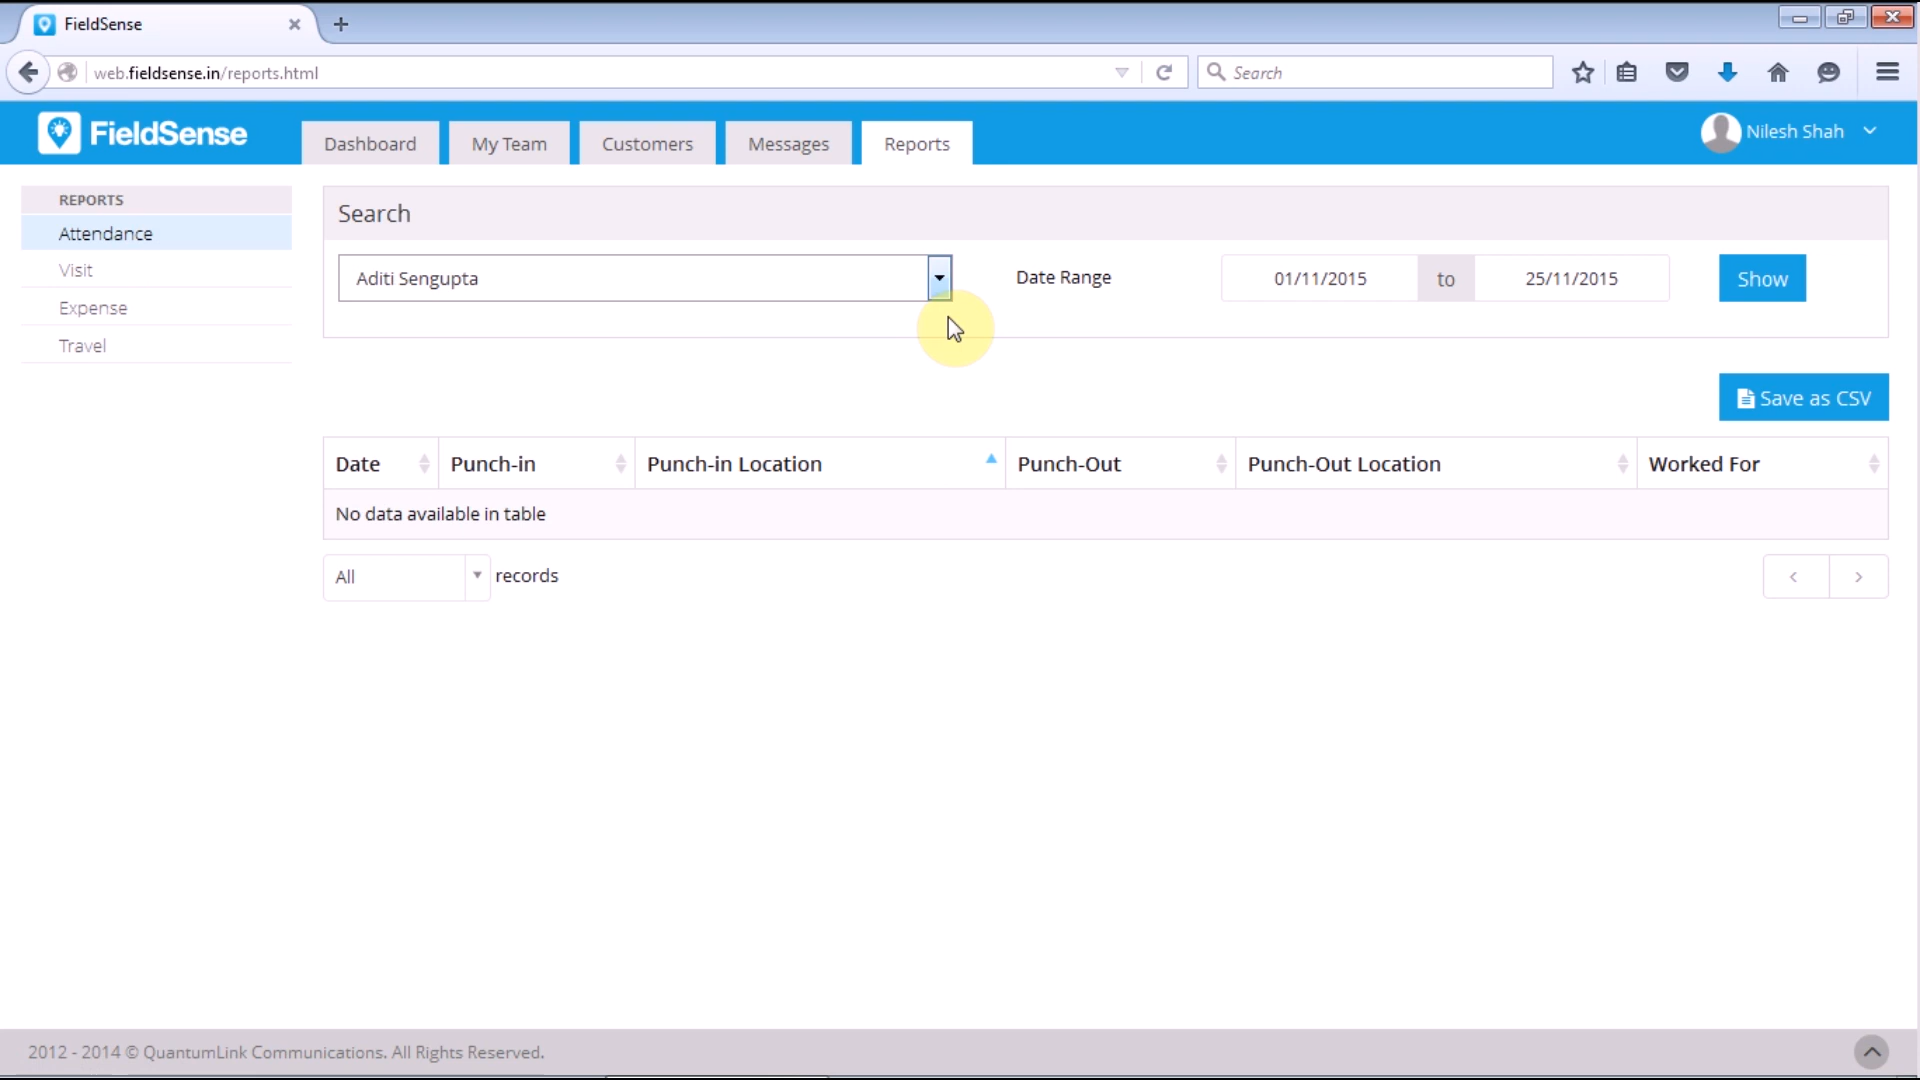 FieldSense
web.fieldsense.in/reports.html
Search
FieldSense
Dashboard
My Team
Customers
Messages
Reports
Nilesh Shah
REPORTS
Attendance
Visit
Expense
Travel
Search
Aditi Sengupta
Date Range
01/11/2015 to 25/11/2015
Show
Save as CSV
Date Punch-in Punch-in Location Punch-Out Punch-Out Location Worked For
No data available in table
All records
2012 - 2014 © QuantumLink Communications. All Rights Reserved.